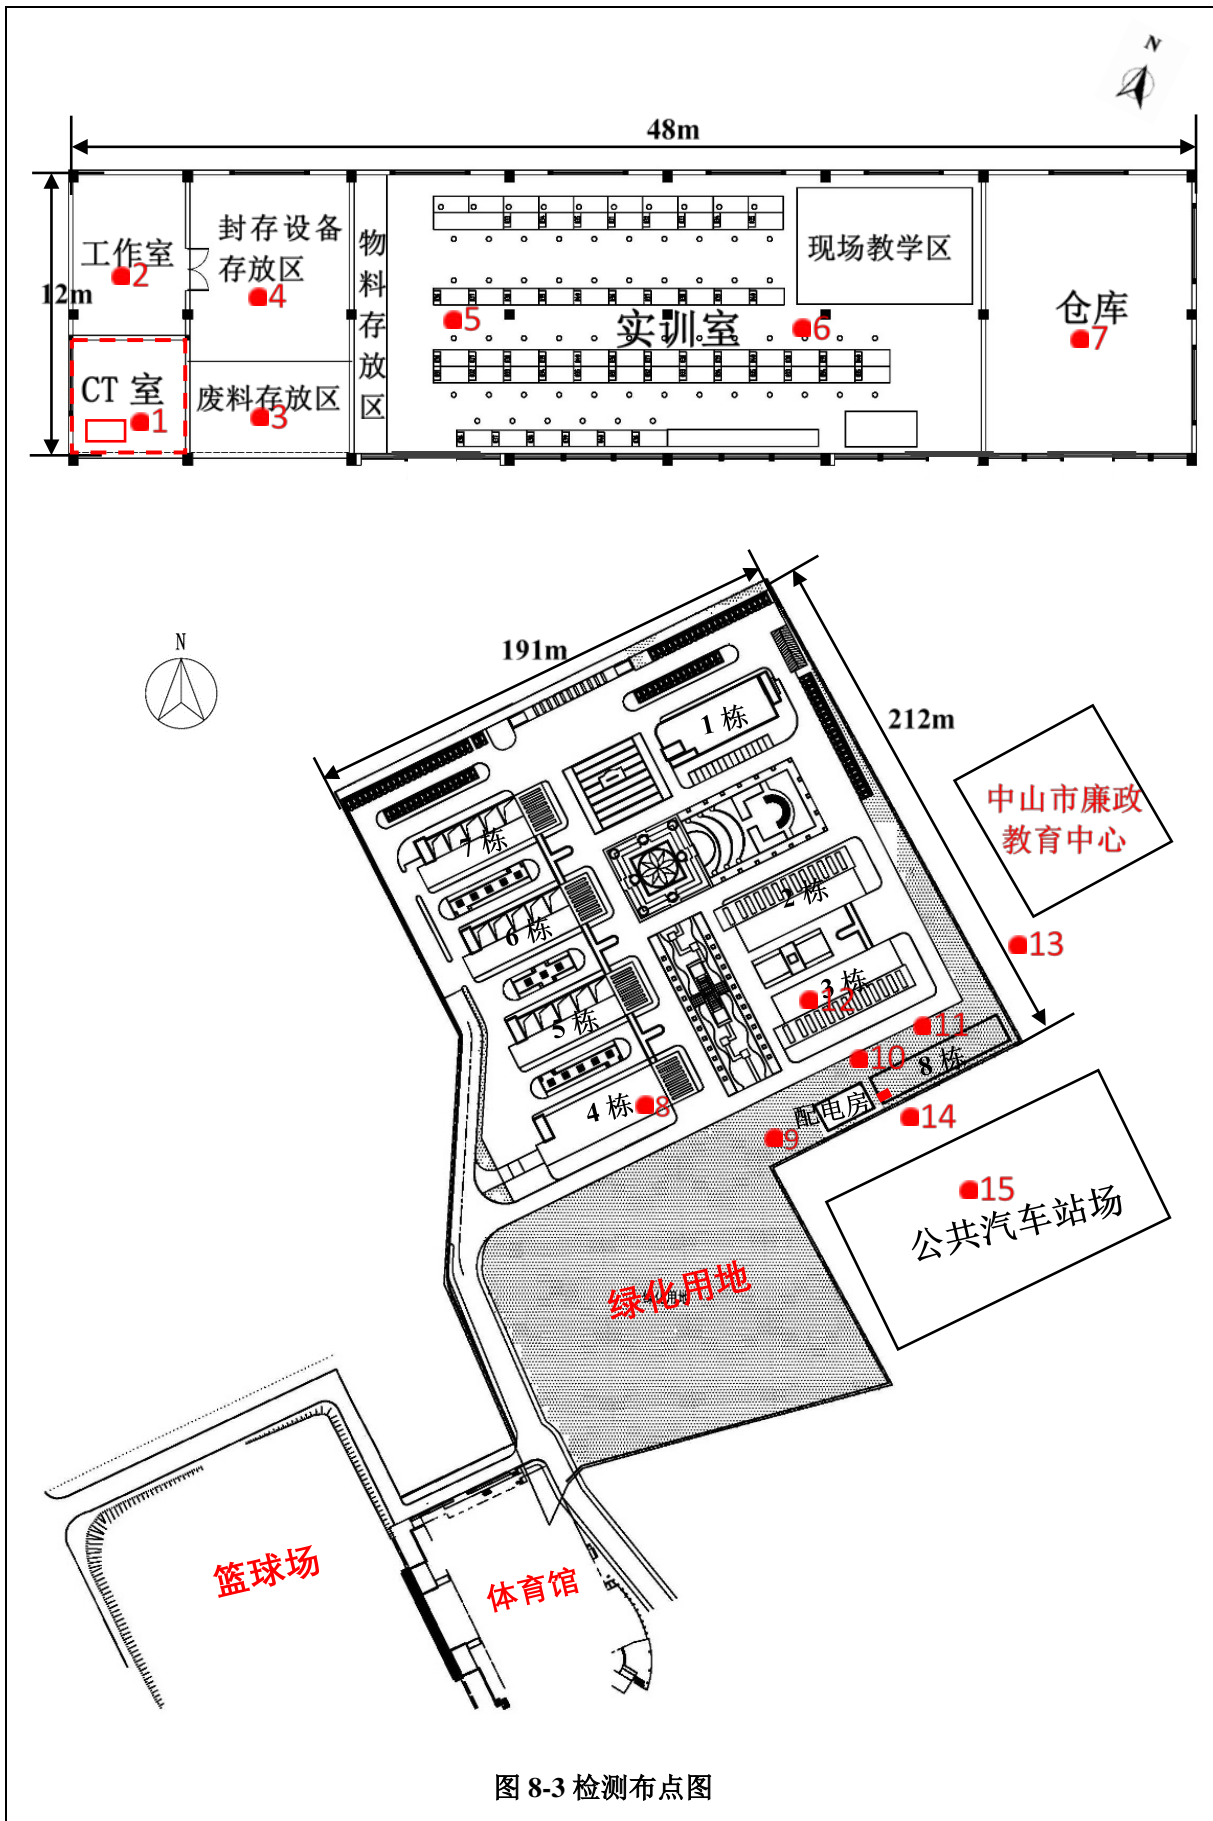 N
48m
12m
工作室
2
封存设备
存放区
4
物料存放区
现场教学区
5
实训室
6
仓库
7
CT 室
1
废料存放区
3
N
191m
212m
1 栋
中山市廉政
教育中心
7 栋
2 栋
6 栋
13
3 栋
12
5 栋
11
10
8 栋
4 栋
8
配电房
14
9
15
公共汽车站场
绿化用地
绿化用地
篮球场
体育馆
图 8-3 检测布点图